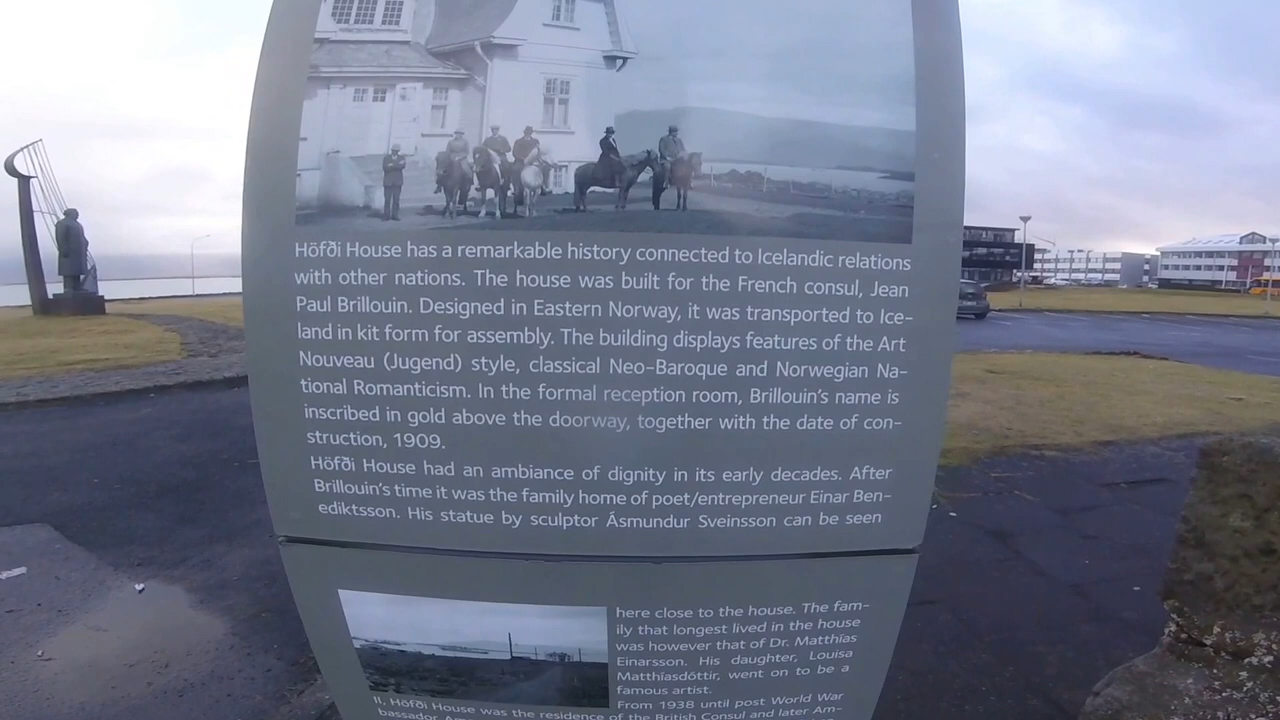 Höfði House has a remarkable history connected to Icelandic relations
with other nations. The house was built for the French consul, Jean
Paul Brillouin. Designed in Eastern Norway, it was transported to Ice-
land in kit form for assembly. The building displays features of the Art
Nouveau (Jugend) style, classical Neo-Baroque and Norwegian Na-
tional Romanticism. In the formal reception room, Brillouin's name is
inscribed in gold above the doorway, together with the date of con-
struction, 1909.
Höfði House had an ambiance of dignity in its early decades. After
Brillouin's time it was the family home of poet/entrepreneur Einar Ben-
ediktsson. His statue by sculptor Ásmundur Sveinsson can be seen
here close to the house. The fam-
ily that longest lived in the house
was however that of Dr. Matthías
Einarsson. His daughter, Louisa
Matthíasdóttir, went on to be a
famous artist.
From 1938 until post World War
II, Höfði House was the residence of the British Consul and later Am-
bassador.